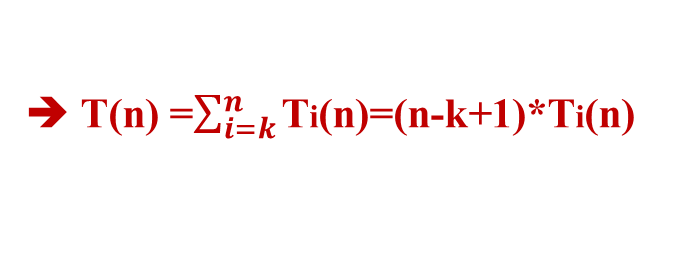 ➔ T(n) =∑_{i=k}^{n} Ti(n)=(n-k+1)*Ti(n)